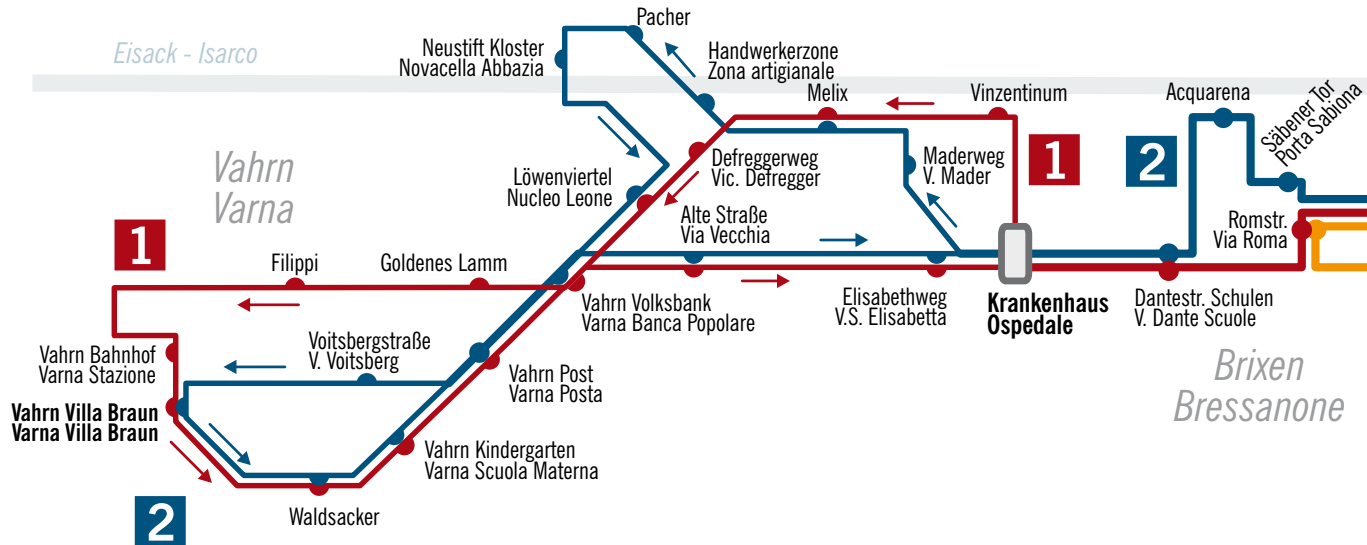 Pacher
Neustift Kloster
Novacella Abbazia
Handwerkerzone
Zona artigianale
Eisack - Isarco
Melix
Vinzentinum
Acquarena
Säbener Tor
Porta Sabiona
Vahrn
Varna
Defreggerweg
Vic. Defregger
Maderweg
V. Mader
1
2
Löwenviertel
Nucleo Leone
Alte Straße
Via Vecchia
Romstr.
Via Roma
1
Filippi
Goldenes Lamm
Vahrn Volksbank
Varna Banca Popolare
Elisabethweg
V.S. Elisabetta
Krankenhaus
Ospedale
Dantestr. Schulen
V. Dante Scuole
Vahrn Bahnhof
Varna Stazione
Voitsbergstraße
V. Voitsberg
Vahrn Post
Varna Posta
Brixen
Bressanone
Vahrn Villa Braun
Varna Villa Braun
Vahrn Kindergarten
Varna Scuola Materna
2
Waldsacker